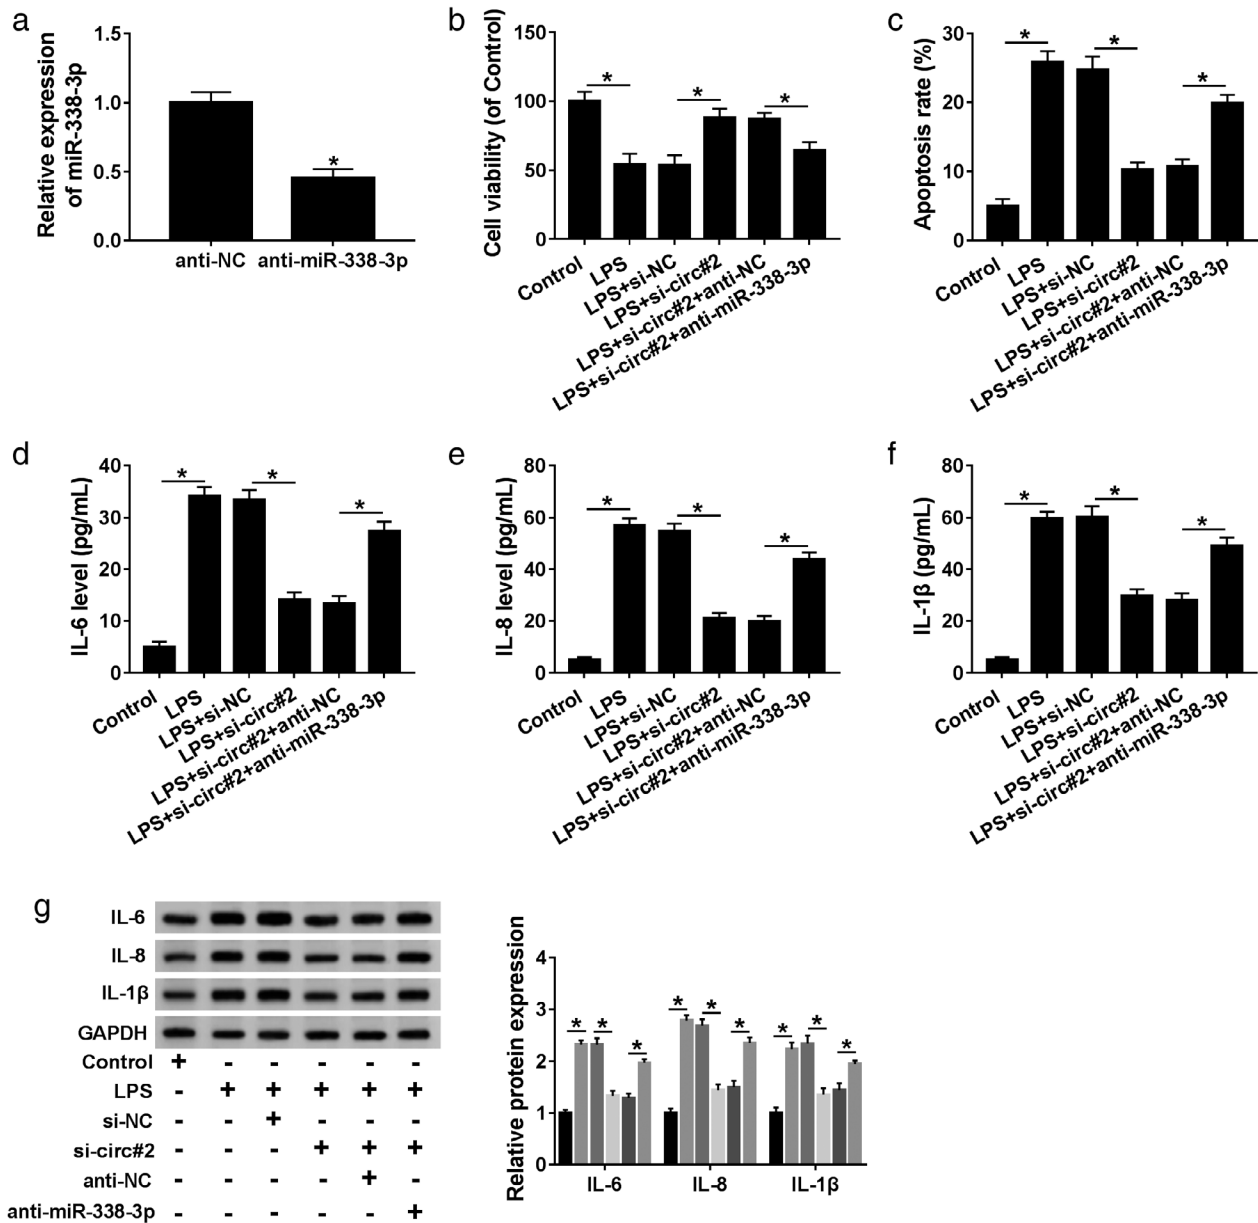 a
Relative expression
of miR-338-3p
1.5
1.0
0.5
0.0
*
anti-NC
anti-miR-338-3p
b
Cell viability (of Control)
150
100
50
0
*
*
*
Control
LPS
LPS+si-NC
LPS+si-circ#2
LPS+si-circ#2+anti-NC
LPS+si-circ#2+anti-miR-338-3p
c
Apoptosis rate (%)
30
20
10
0
*
*
*
Control
LPS
LPS+si-NC
LPS+si-circ#2
LPS+si-circ#2+anti-NC
LPS+si-circ#2+anti-miR-338-3p
d
IL-6 level (pg/mL)
40
30
20
10
0
*
*
*
Control
LPS
LPS+si-NC
LPS+si-circ#2
LPS+si-circ#2+anti-NC
LPS+si-circ#2+anti-miR-338-3p
e
IL-8 level (pg/mL)
80
60
40
20
0
*
*
*
Control
LPS
LPS+si-NC
LPS+si-circ#2
LPS+si-circ#2+anti-NC
LPS+si-circ#2+anti-miR-338-3p
f
IL-1β (pg/mL)
80
60
40
20
0
*
*
*
Control
LPS
LPS+si-NC
LPS+si-circ#2
LPS+si-circ#2+anti-NC
LPS+si-circ#2+anti-miR-338-3p
g
IL-6
IL-8
IL-1β
GAPDH
Control + - - - - -
LPS - + + + + +
si-NC - - + - - -
si-circ#2 - - - + + +
anti-NC - - - - + -
anti-miR-338-3p - - - - - +
Relative protein expression
4
3
2
1
0
* * *
* * *
* * *
IL-6
IL-8
IL-1β